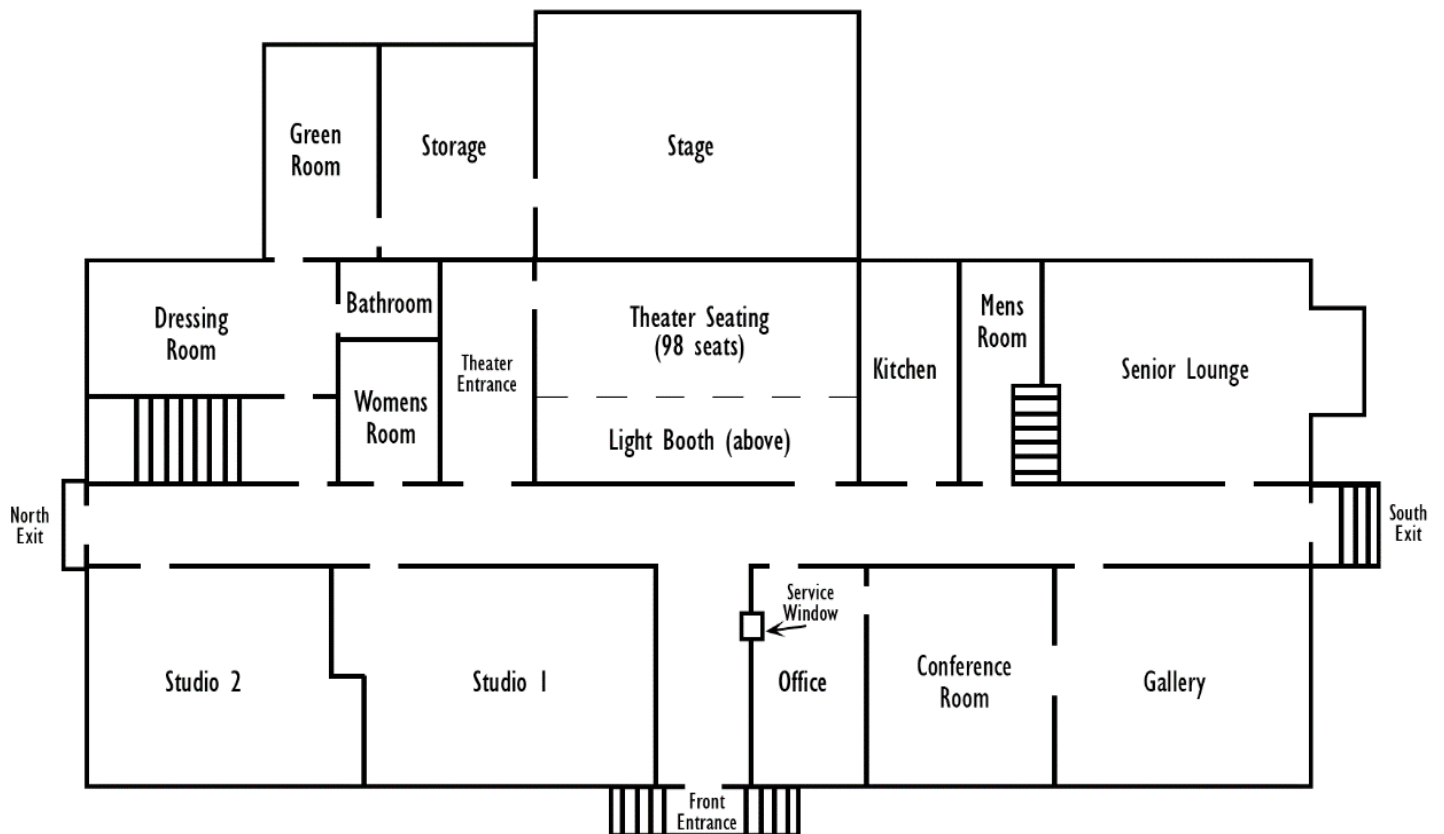 Green
Room
Storage
Stage
Dressing
Room
Bathroom
Womens
Room
Theater
Entrance
Theater Seating
(98 seats)
Light Booth (above)
Kitchen
Mens
Room
Senior Lounge
North
Exit
South
Exit
Studio 2
Studio 1
Service
Window
Office
Conference
Room
Gallery
Front
Entrance